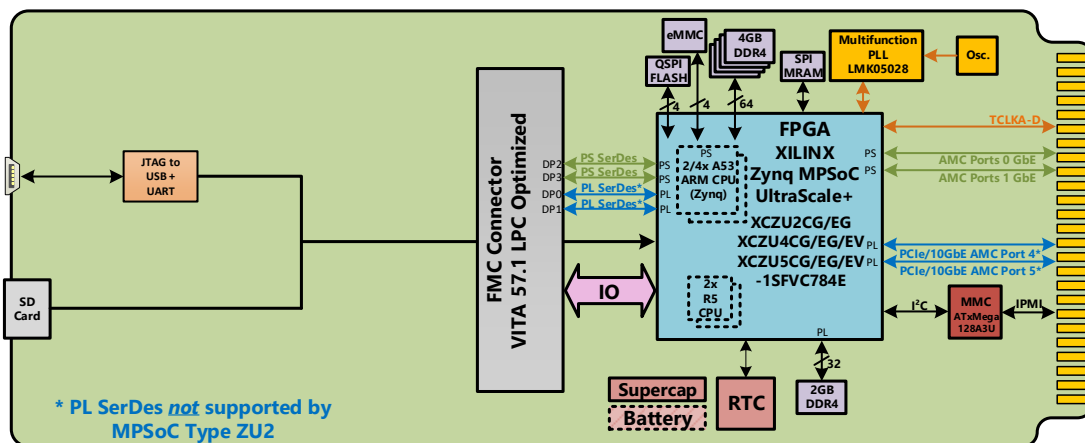 eMMC
4GB
DDR4
QSPI
FLASH
SPI
MRAM
Multifunction
PLL
LMK05028
Osc.
4
4
64
FPGA
XILINX
Zynq MPSoC
UltraScale+
XCZU2CG/EG
XCZU4CG/EG/EV
XCZU5CG/EG/EV
-1SFVC784E
PS
2/4x A53
ARM CPU
(Zynq)
2x
R5
CPU
TCLKA-D
PS
AMC Ports 0 GbE
PS
AMC Ports 1 GbE
PL
PCIe/10GbE AMC Port 4*
PL
PCIe/10GbE AMC Port 5*
JTAG to
USB +
UART
FMC Connector
VITA 57.1 LPC Optimized
DP2
PS SerDes
PS
DP3
PS SerDes
PS
DP0
PL SerDes*
PL
DP1
PL SerDes*
PL
IO
SD
Card
I²C
MMC
ATxMega
128A3U
IPMI
PL
32
2GB
DDR4
Supercap
Battery
RTC
* PL SerDes not supported by
MPSoC Type ZU2